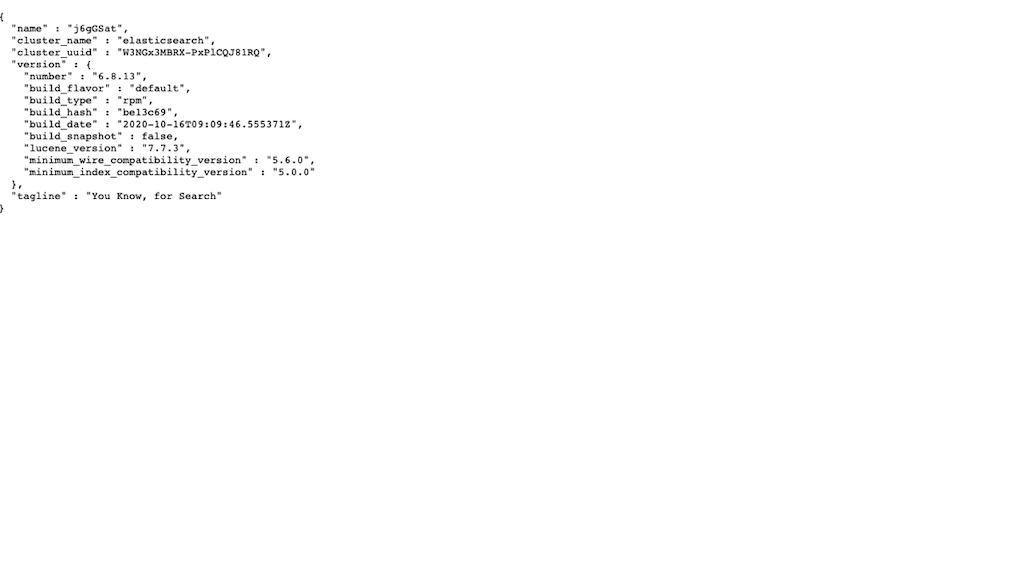 {
"name" : "j6gGSat",
"cluster_name" : "elasticsearch",
"cluster_uuid" : "W3NGx3MBRX-PxPlCQJ81RQ",
"version" : {
"number" : "6.8.13",
"build_flavor" : "default",
"build_type" : "rpm",
"build_hash" : "be13c69",
"build_date" : "2020-10-16T09:09:46.555371Z",
"build_snapshot" : false,
"lucene_version" : "7.7.3",
"minimum_wire_compatibility_version" : "5.6.0",
"minimum_index_compatibility_version" : "5.0.0"
},
"tagline" : "You Know, for Search"
}